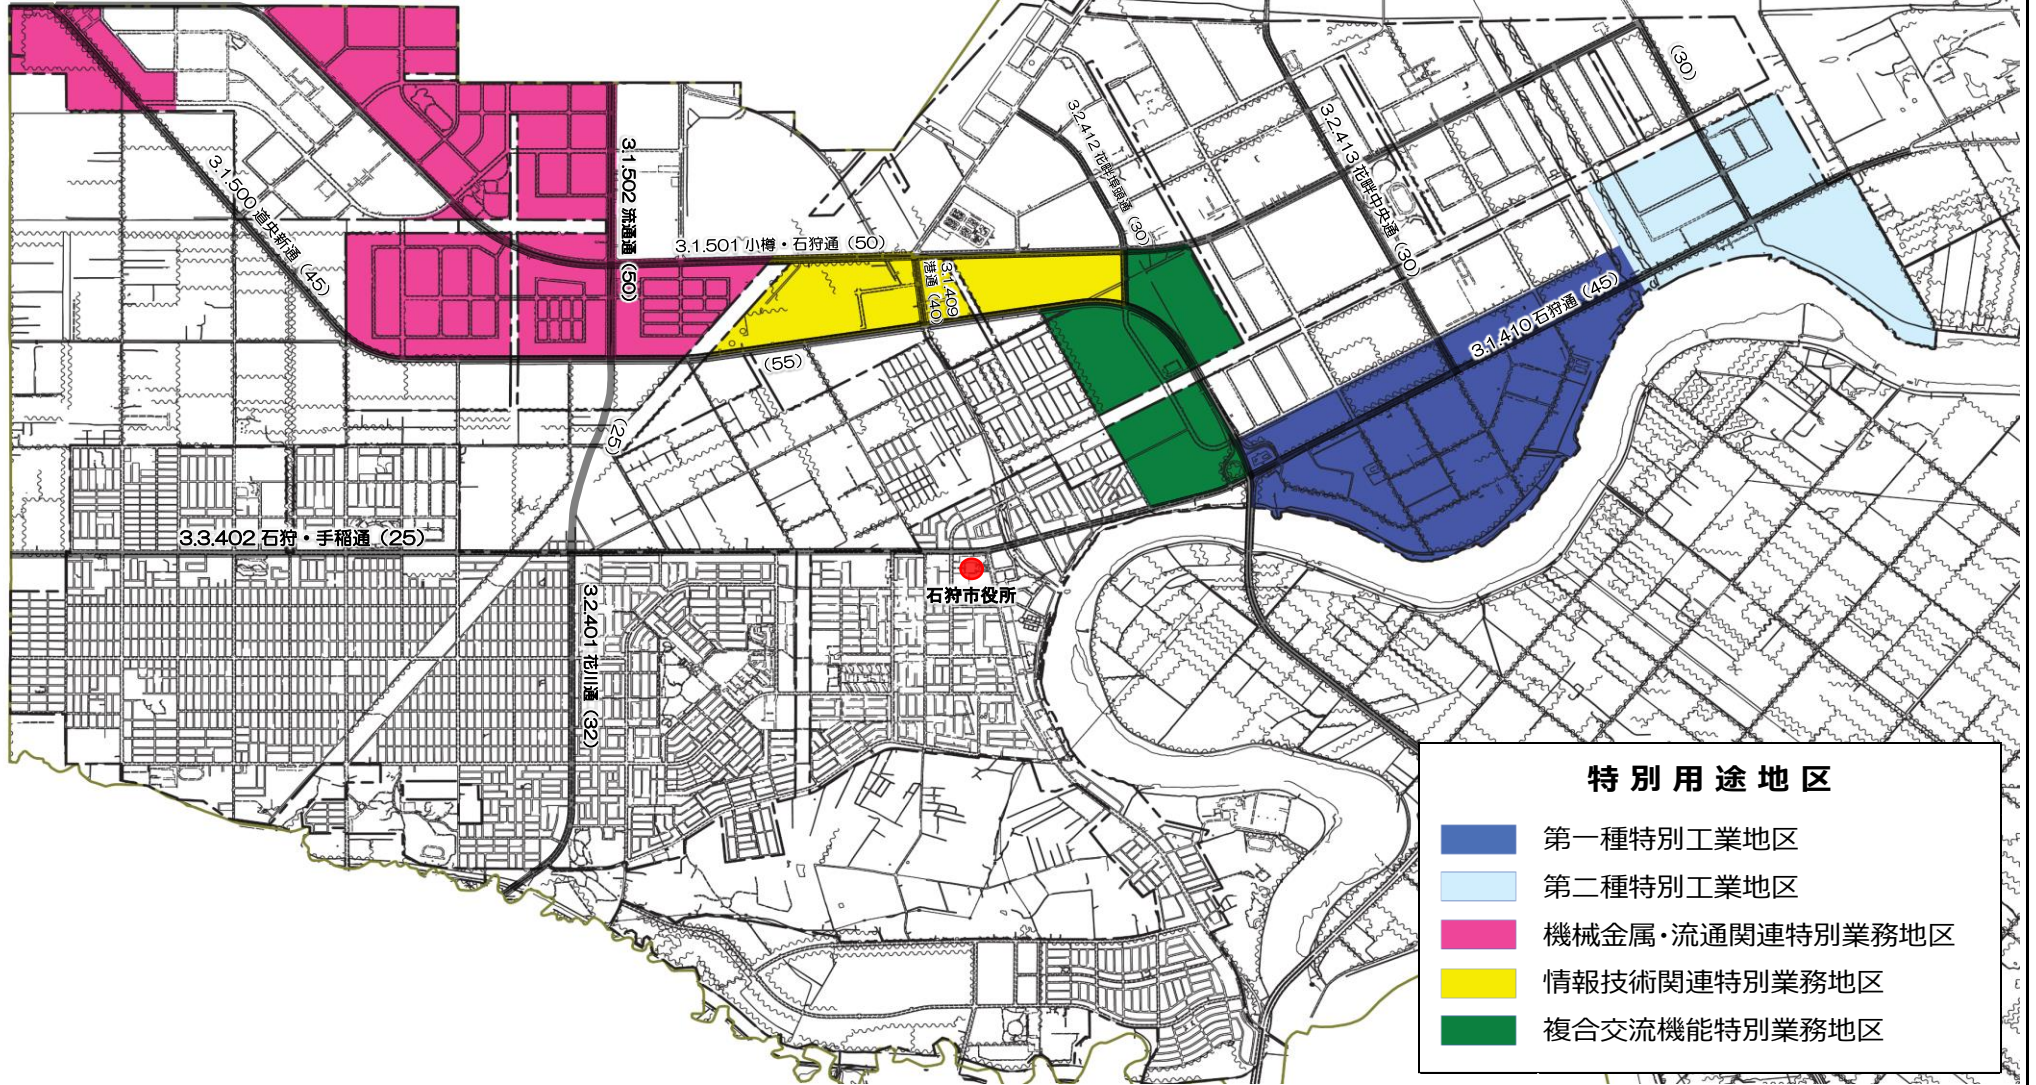 (30)
3.2.412 花畔埠頭通 (30)
3.2.413 花畔中央通 (30)
3.1.500 道央新通 (45)
3.1.502 流通通 (50)
3.1.501 小樽・石狩通 (50)
3.1.409
港通 (40)
3.1.410 石狩通 (45)
(55)
(25)
3.3.402 石狩・手稲通 (25)
石狩市役所
3.2.401 花川通 (32)
特別用途地区
第一種特別工業地区
第二種特別工業地区
機械金属・流通関連特別業務地区
情報技術関連特別業務地区
複合交流機能特別業務地区